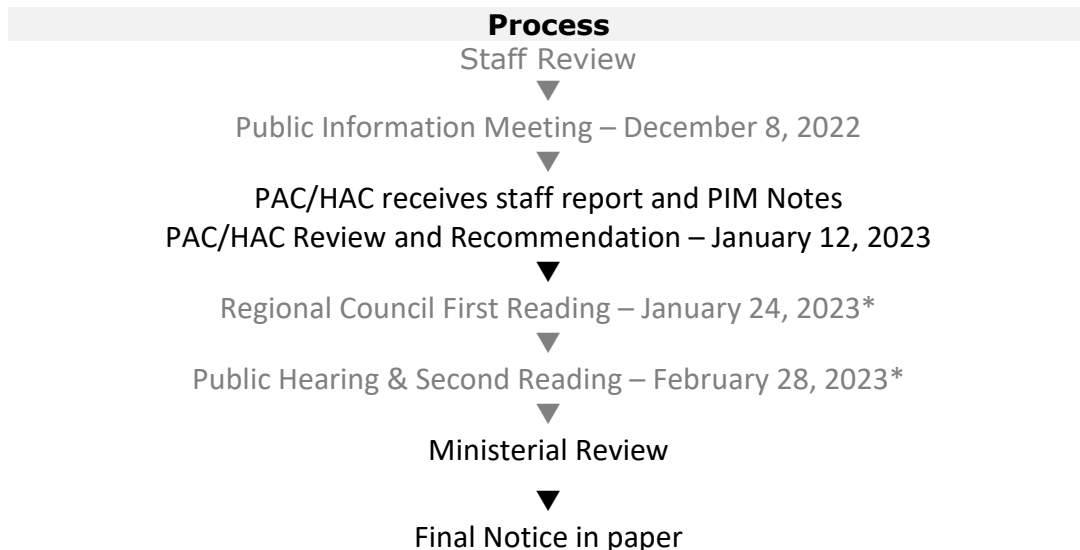 Process
Staff Review
Public Information Meeting – December 8, 2022
PAC/HAC receives staff report and PIM Notes
PAC/HAC Review and Recommendation – January 12, 2023
Regional Council First Reading – January 24, 2023*
Public Hearing & Second Reading – February 28, 2023*
Ministerial Review
Final Notice in paper